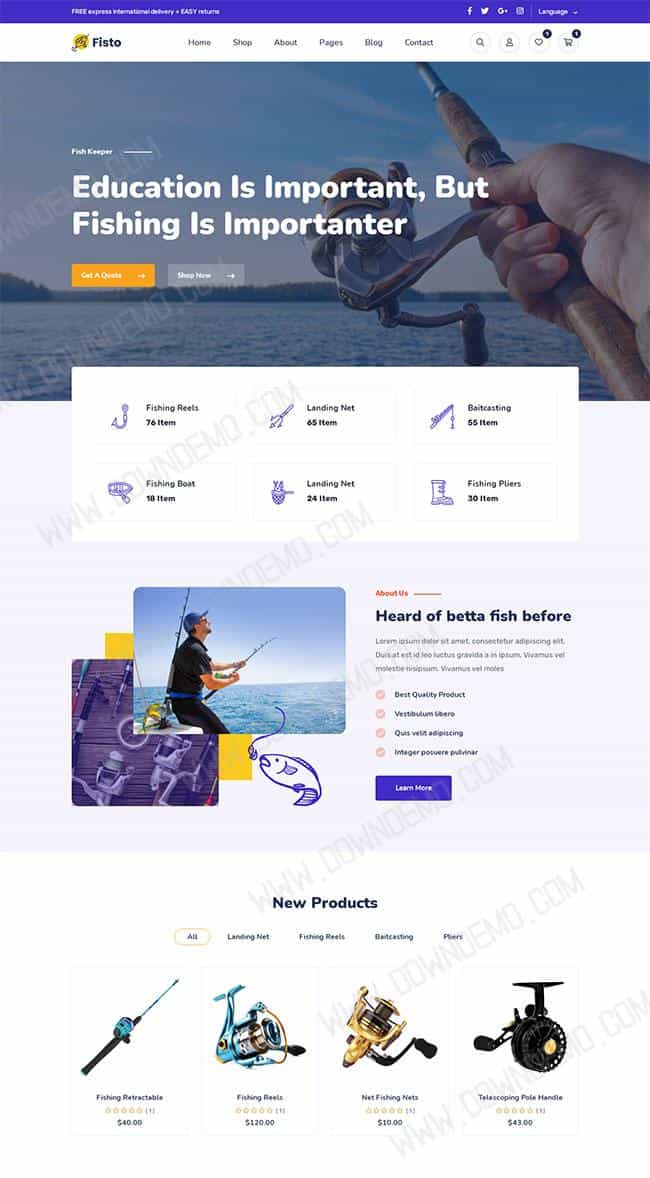 FREE express international delivery + EASY returns
Language
Fisto
Home Shop About Pages Blog Contact
1 1
Fish Keeper
Education Is Important, But
Fishing Is Importanter
Get A Quote
Shop Now
Fishing Reels
76 Item
Landing Net
65 Item
Baitcasting
55 Item
Fishing Boat
18 Item
Landing Net
24 Item
Fishing Pliers
30 Item
About Us
Heard of betta fish before
Lorem ipsum dolor sit amet, consectetur adipiscing elit.
Duis at est id leo luctus gravida a in ipsum. Vivamus vel
molestie nisipsum. Vivamus vel moles
Best Quality Product
Vestibulum libero
Quis velit adipiscing
Integer posuere pulvinar
Learn More
New Products
All Landing Net Fishing Reels Baitcasting Pliers
Fishing Retractable
(1)
$40.00
Fishing Reels
(1)
$120.00
Net Fishing Nets
(1)
$10.00
Telescoping Pole Handle
(1)
$43.00
WWW.DOWNDEMO.COM